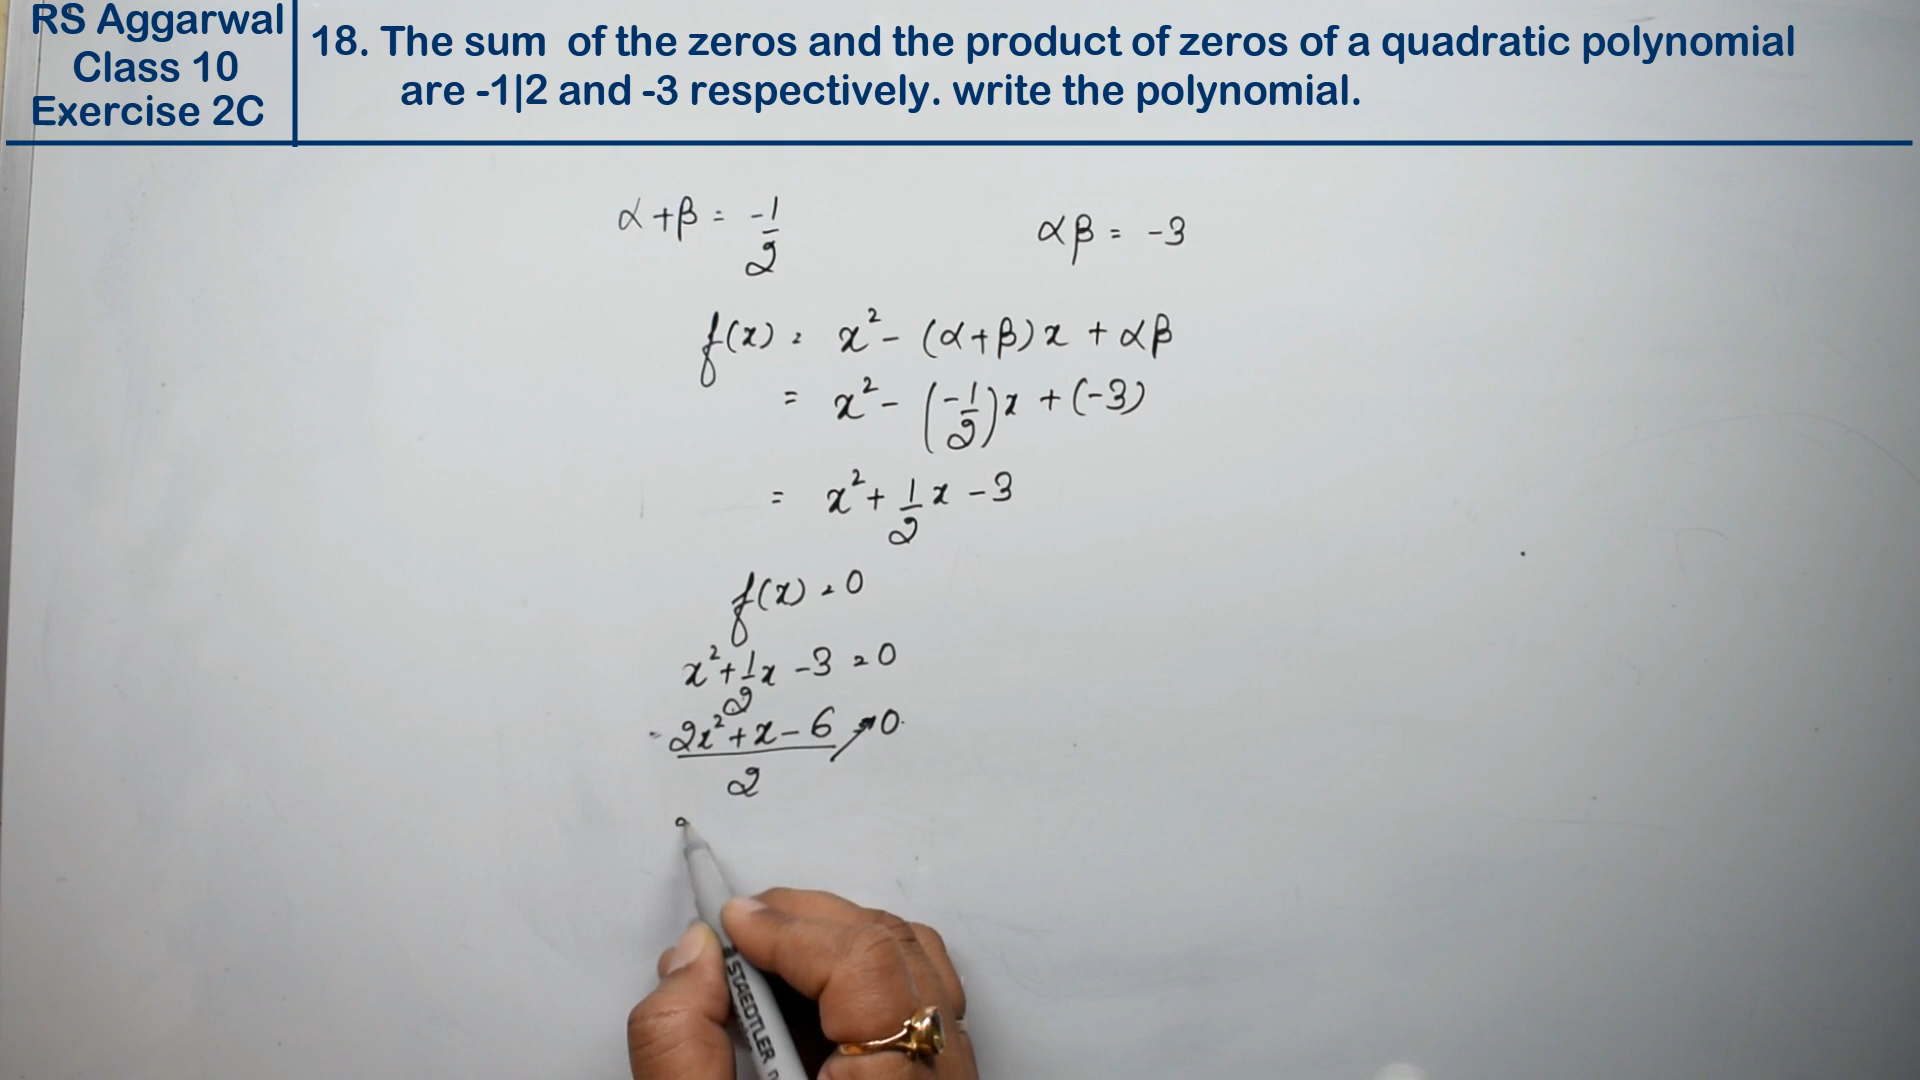 RS Aggarwal
Class 10
Exercise 2C
18. The sum of the zeros and the product of zeros of a quadratic polynomial
are -1|2 and -3 respectively. write the polynomial.
α+β = -1/2
αβ = -3
f(x) = x² - (α+β)x + αβ
= x² - (-1/2)x + (-3)
= x² + 1/2 x - 3
f(x) = 0
x² + 1/2 x - 3 = 0
= 2x² + x - 6 / 2 = 0
STAEDTLER